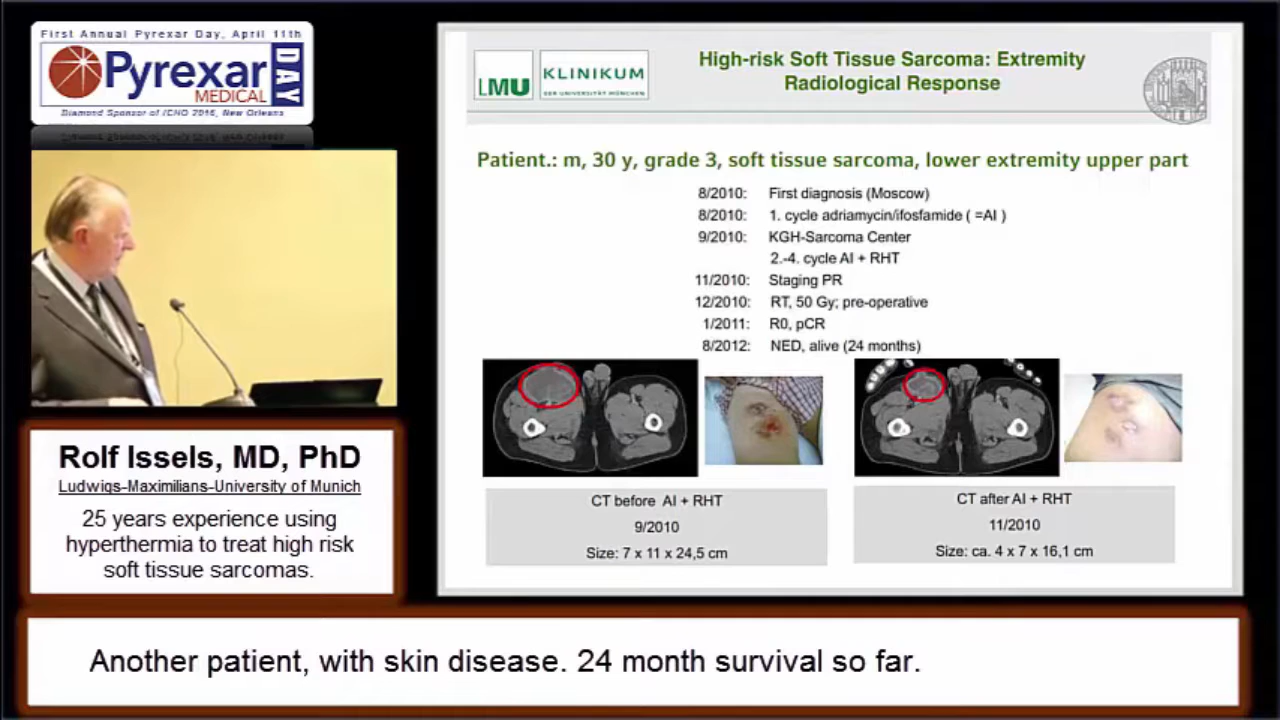 First Annual Pyrexar Day, April 11th
Pyrexar
MEDICAL
DAY
Diamond Sponsor of ICHO 2016, New Orleans
LMU
KLINIKUM
DER UNIVERSITÄT MÜNCHEN
High-risk Soft Tissue Sarcoma: Extremity
Radiological Response
Patient.: m, 30 y, grade 3, soft tissue sarcoma, lower extremity upper part
8/2010: First diagnosis (Moscow)
8/2010: 1. cycle adriamycin/ifosfamide ( =AI )
9/2010: KGH-Sarcoma Center
2.-4. cycle AI + RHT
11/2010: Staging PR
12/2010: RT, 50 Gy; pre-operative
1/2011: R0, pCR
8/2012: NED, alive (24 months)
CT before AI + RHT
9/2010
Size: 7 x 11 x 24,5 cm
CT after AI + RHT
11/2010
Size: ca. 4 x 7 x 16,1 cm
Rolf Issels, MD, PhD
Ludwigs-Maximilians-University of Munich
25 years experience using
hyperthermia to treat high risk
soft tissue sarcomas.
Another patient, with skin disease. 24 month survival so far.